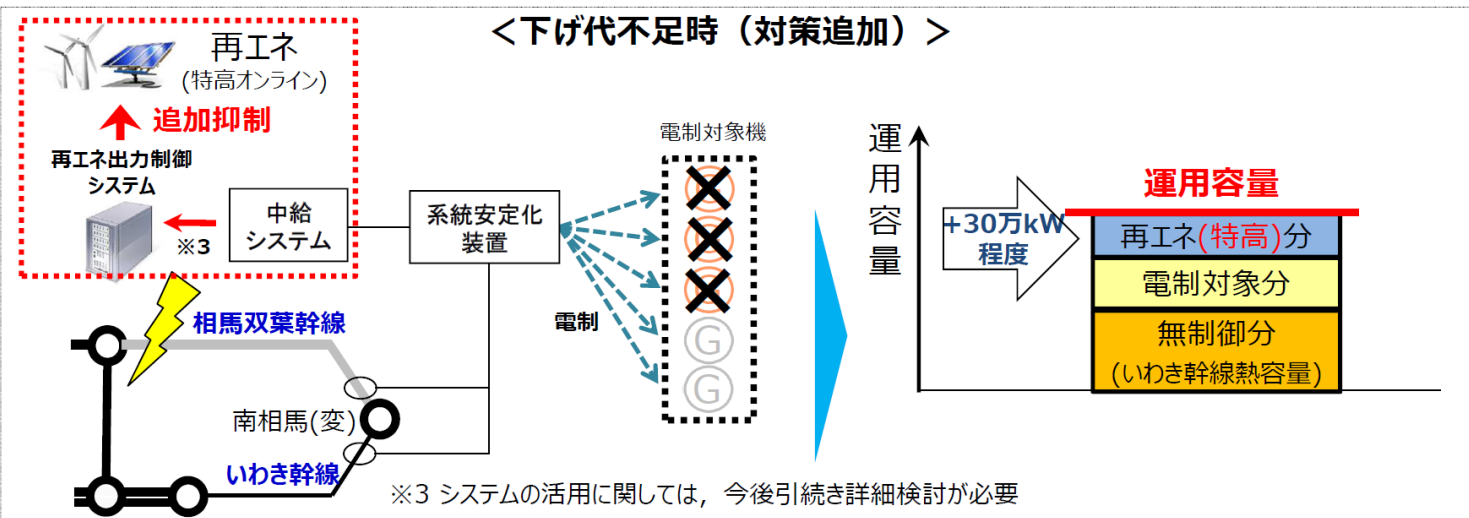 ＜下げ代不足時（対策追加）＞
再エネ
(特高オンライン)
追加抑制
再エネ出力制御
システム
※3
中給
システム
系統安定化
装置
電制対象機
G
G
G
G
G
電制
相馬双葉幹線
南相馬(変)
いわき幹線
運用容量
+30万kW
程度
運用容量
再エネ(特高)分
電制対象分
無制御分
(いわき幹線熱容量)
※3 システムの活用に関しては，今後引続き詳細検討が必要